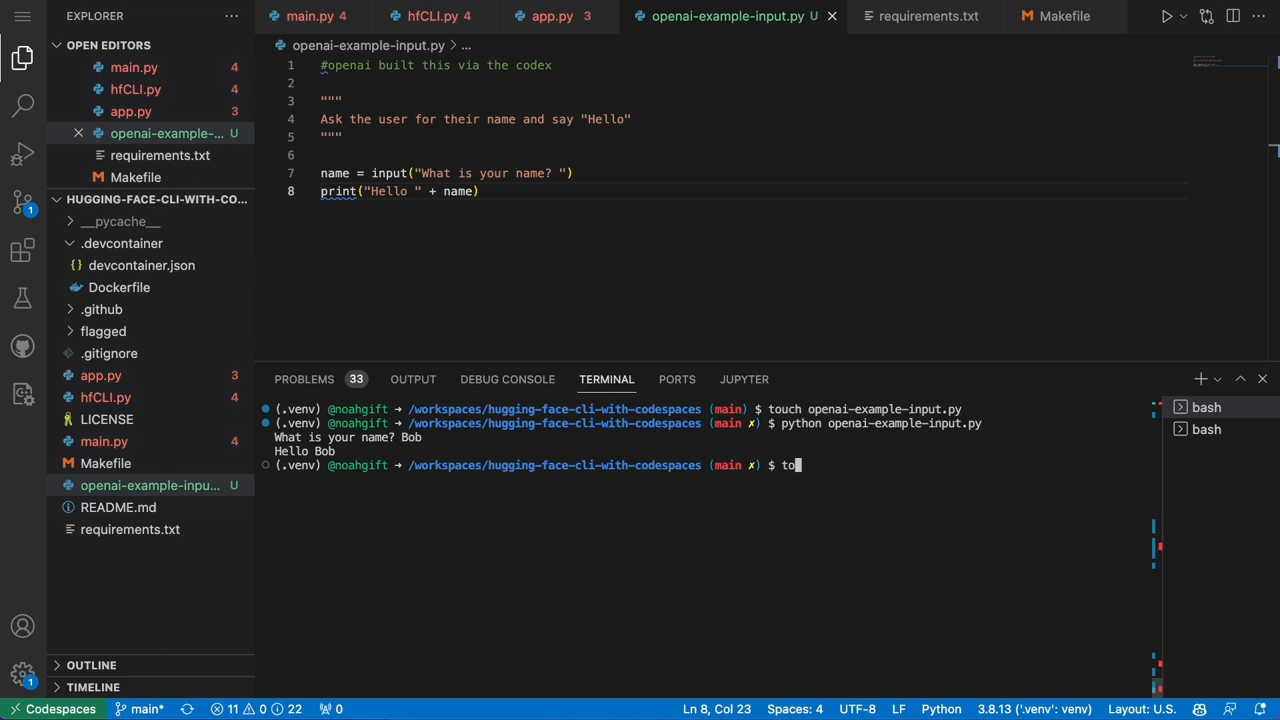 EXPLORER
OPEN EDITORS
main.py 4
hfCLI.py 4
app.py 3
openai-example-... U
requirements.txt
Makefile
HUGGING-FACE-CLI-WITH-CO...
__pycache__
.devcontainer
devcontainer.json
Dockerfile
.github
flagged
.gitignore
app.py 3
hfCLI.py 4
LICENSE
main.py 4
Makefile
openai-example-inpu... U
README.md
requirements.txt
OUTLINE
TIMELINE
1
1
main.py 4 hfCLI.py 4 app.py 3 openai-example-input.py U requirements.txt Makefile
openai-example-input.py > ...
1 #openai built this via the codex
2
3 """
4 Ask the user for their name and say "Hello"
5 """
6
7 name = input("What is your name? ")
8 print("Hello " + name)
PROBLEMS 33 OUTPUT DEBUG CONSOLE TERMINAL PORTS JUPYTER
(.venv) @noahgift → /workspaces/hugging-face-cli-with-codespaces (main) $ touch openai-example-input.py
(.venv) @noahgift → /workspaces/hugging-face-cli-with-codespaces (main ✗) $ python openai-example-input.py
What is your name? Bob
Hello Bob
(.venv) @noahgift → /workspaces/hugging-face-cli-with-codespaces (main ✗) $ to
bash
bash
Codespaces main* 11 0 22 0 Ln 8, Col 23 Spaces: 4 UTF-8 LF Python 3.8.13 ('.venv': venv) Layout: U.S.